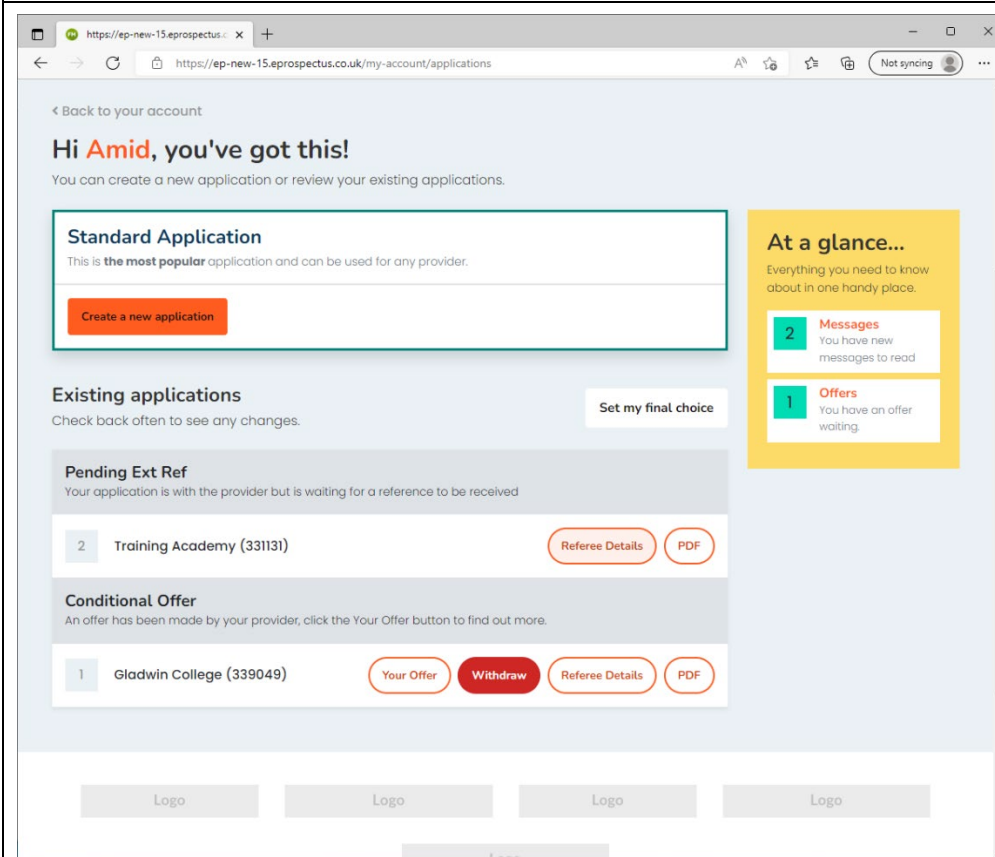 https://ep-new-15.eprospectus.c
https://ep-new-15.eprospectus.co.uk/my-account/applications
Not syncing
Back to your account
Hi Amid, you've got this!
You can create a new application or review your existing applications.
Standard Application
This is the most popular application and can be used for any provider.
Create a new application
At a glance...
Everything you need to know
about in one handy place.
2
Messages
You have new
messages to read
1
Offers
You have an offer
waiting.
Existing applications
Check back often to see any changes.
Set my final choice
Pending Ext Ref
Your application is with the provider but is waiting for a reference to be received
2 Training Academy (331131) Referee Details PDF
Conditional Offer
An offer has been made by your provider, click the Your Offer button to find out more.
1 Gladwin College (339049) Your Offer Withdraw Referee Details PDF
Logo Logo Logo Logo
Logo